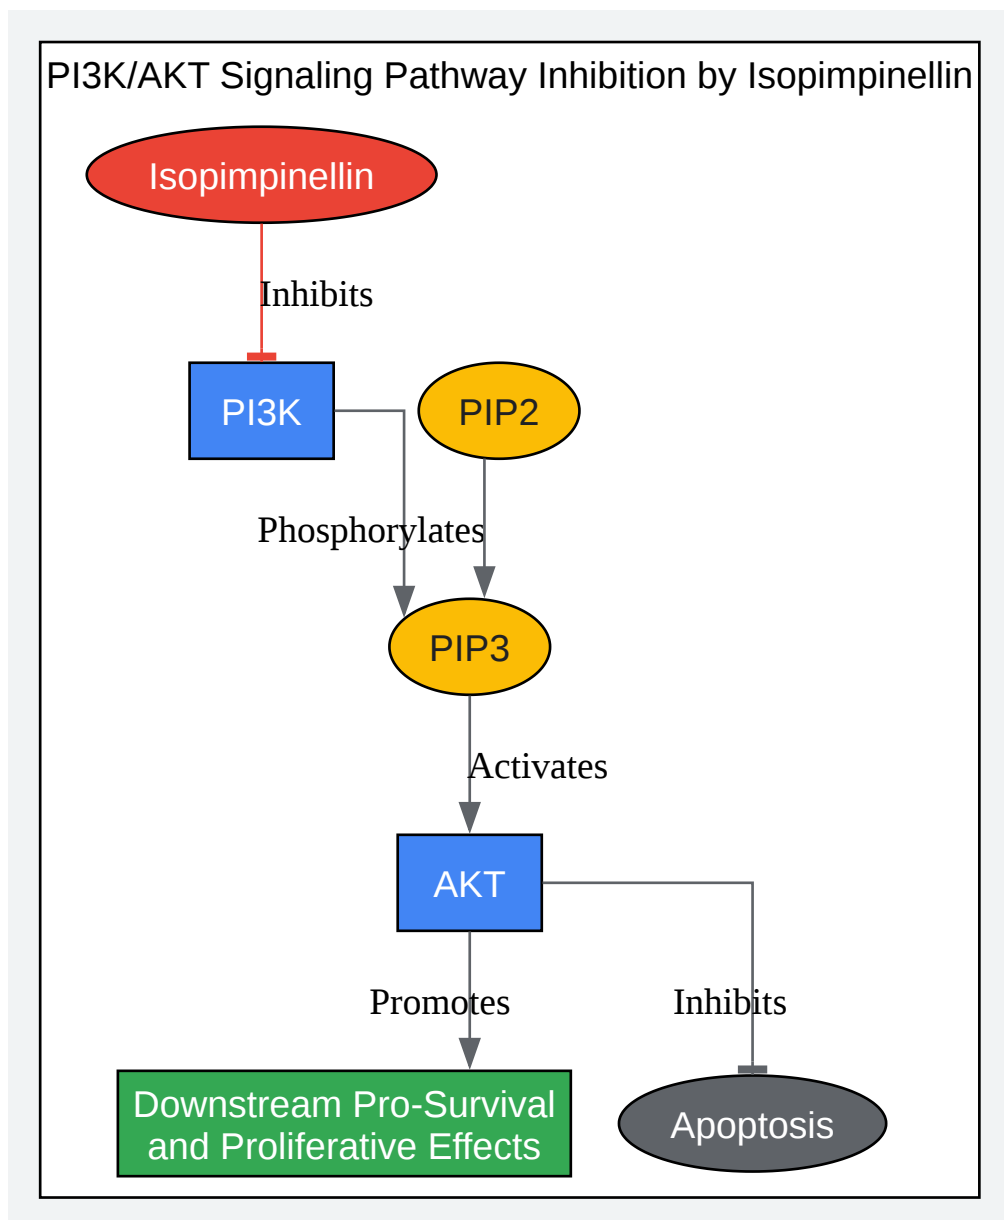 PI3K/AKT Signaling Pathway Inhibition by Isopimpinellin
Isopimpinellin
Inhibits
PI3K
PIP2
Phosphorylates
PIP3
Activates
AKT
Promotes
Inhibits
Downstream Pro-Survival
and Proliferative Effects
Apoptosis